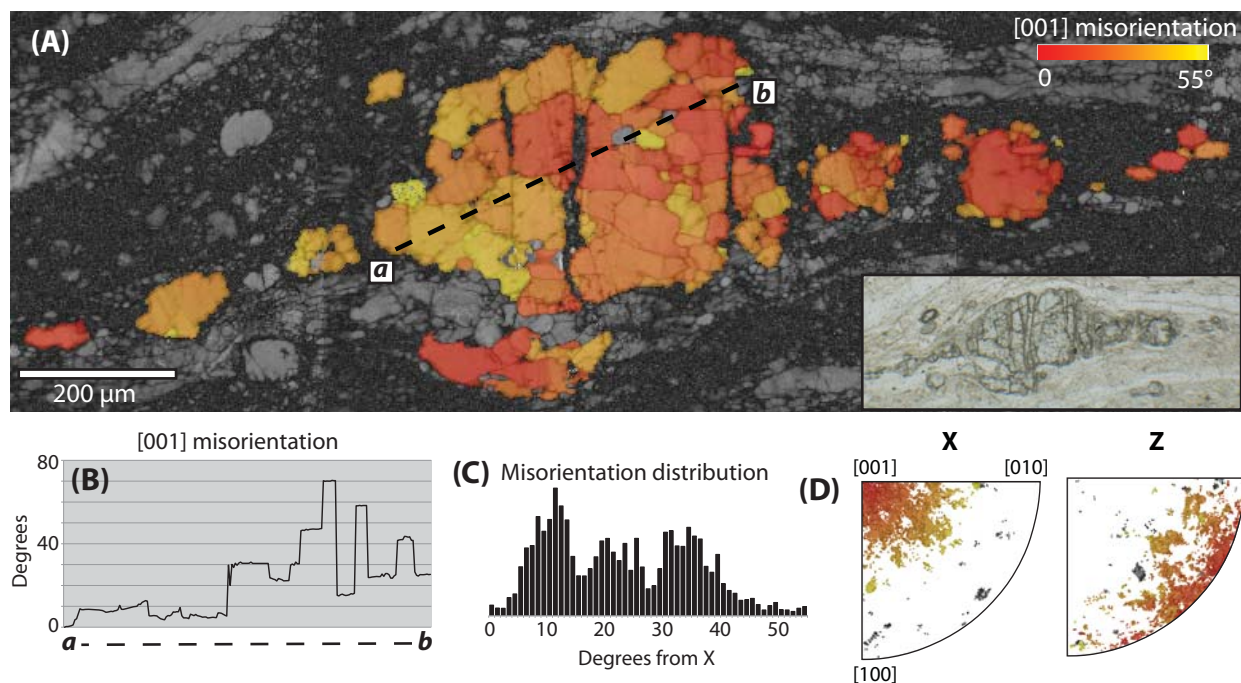 (A)
[001] misorientation
0 55°
b
a
200 µm
[001] misorientation
(B)
80
40
0
Degrees
a b
(C) Misorientation distribution
0 10 20 30 40 50
Degrees from X
(D)
X Z
[001] [010]
[100]